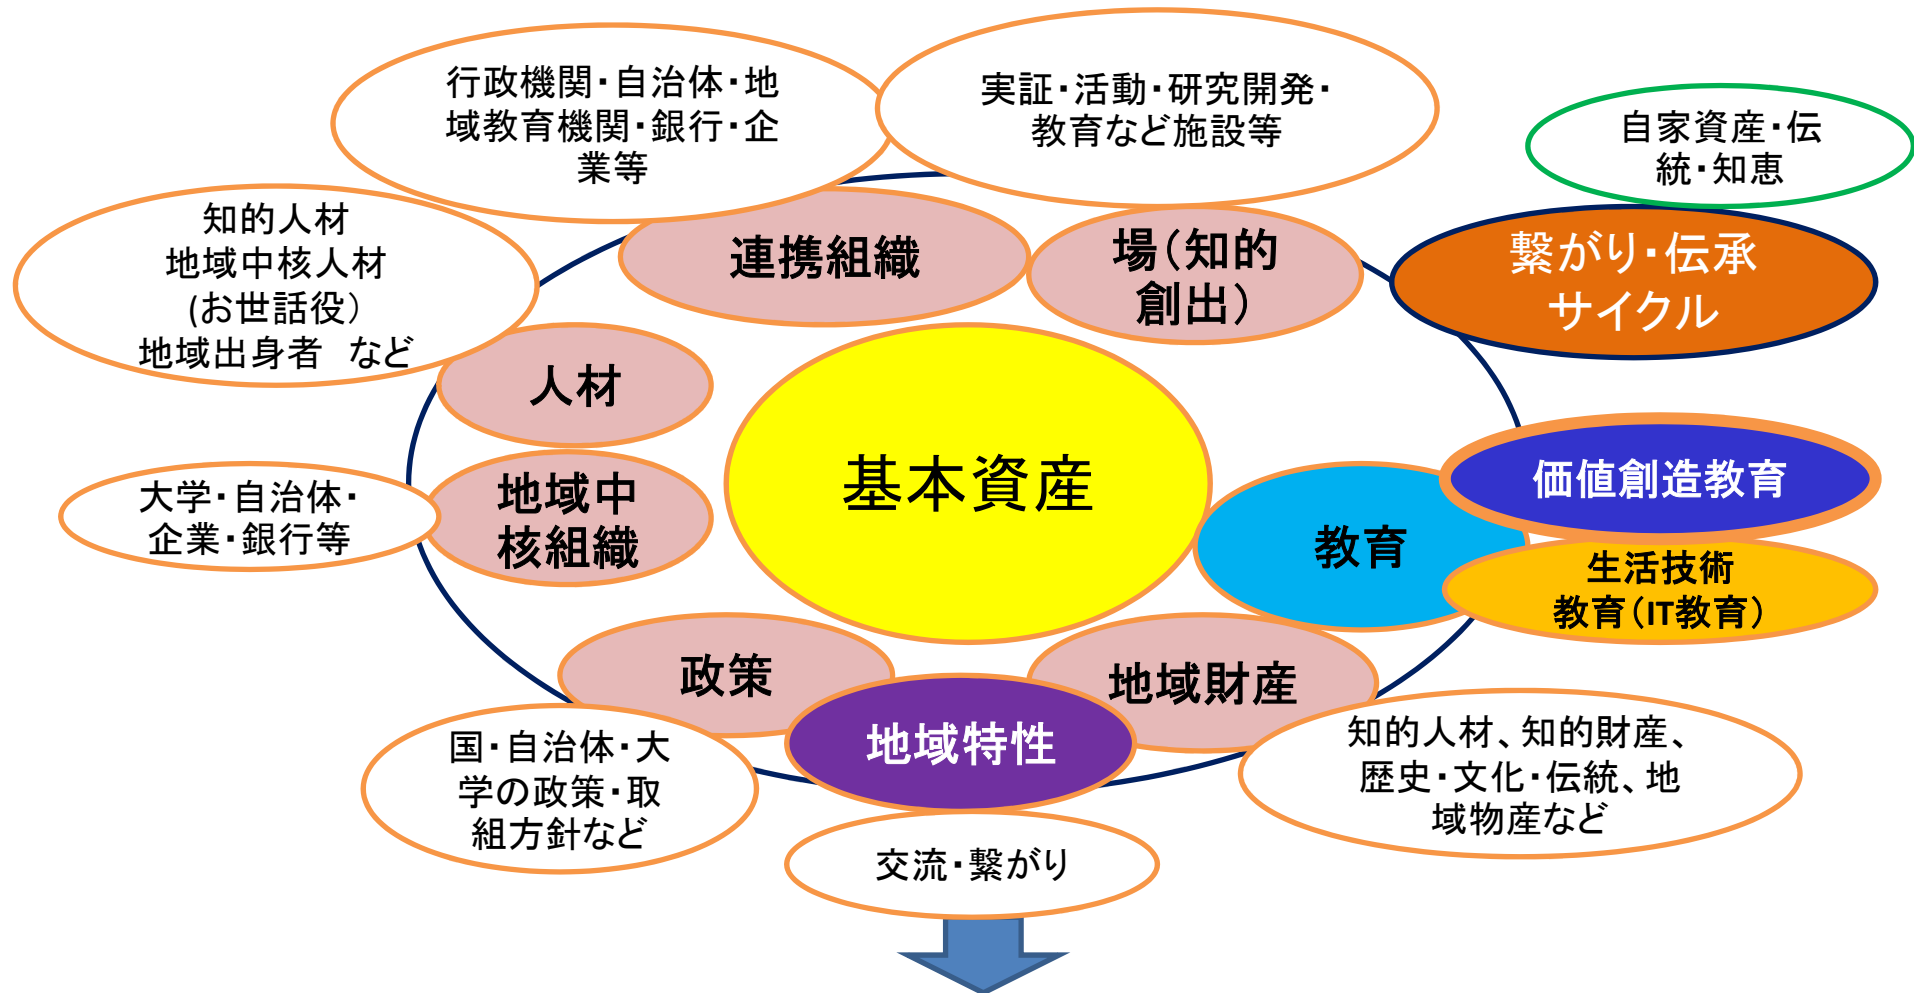 行政機関・自治体・地
域教育機関・銀行・企
業等
実証・活動・研究開発・
教育など施設等
自家資産・伝
統・知恵
知的人材
地域中核人材
(お世話役）
地域出身者　など
連携組織
場（知的
創出）
繋がり・伝承
サイクル
人材
基本資産
大学・自治体・
企業・銀行等
地域中
核組織
教育
価値創造教育
生活技術
教育（IT教育）
政策
地域特性
地域財産
国・自治体・大
学の政策・取
組方針など
知的人材、知的財産、
歴史・文化・伝統、地
域物産など
交流・繋がり